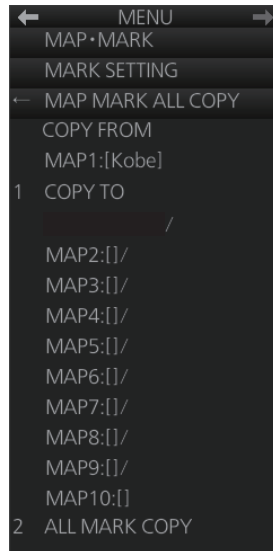 ← MENU →
MAP•MARK
MARK SETTING
← MAP MARK ALL COPY
COPY FROM
MAP1:[Kobe]
1 COPY TO
/
MAP2:[]/
MAP3:[]/
MAP4:[]/
MAP5:[]/
MAP6:[]/
MAP7:[]/
MAP8:[]/
MAP9:[]/
MAP10:[]
2 ALL MARK COPY